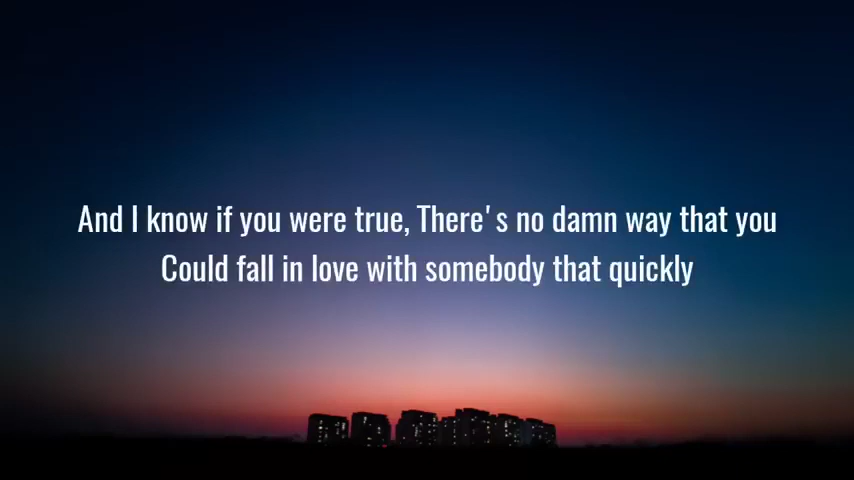 And I know if you were true, There's no damn way that you
Could fall in love with somebody that quickly